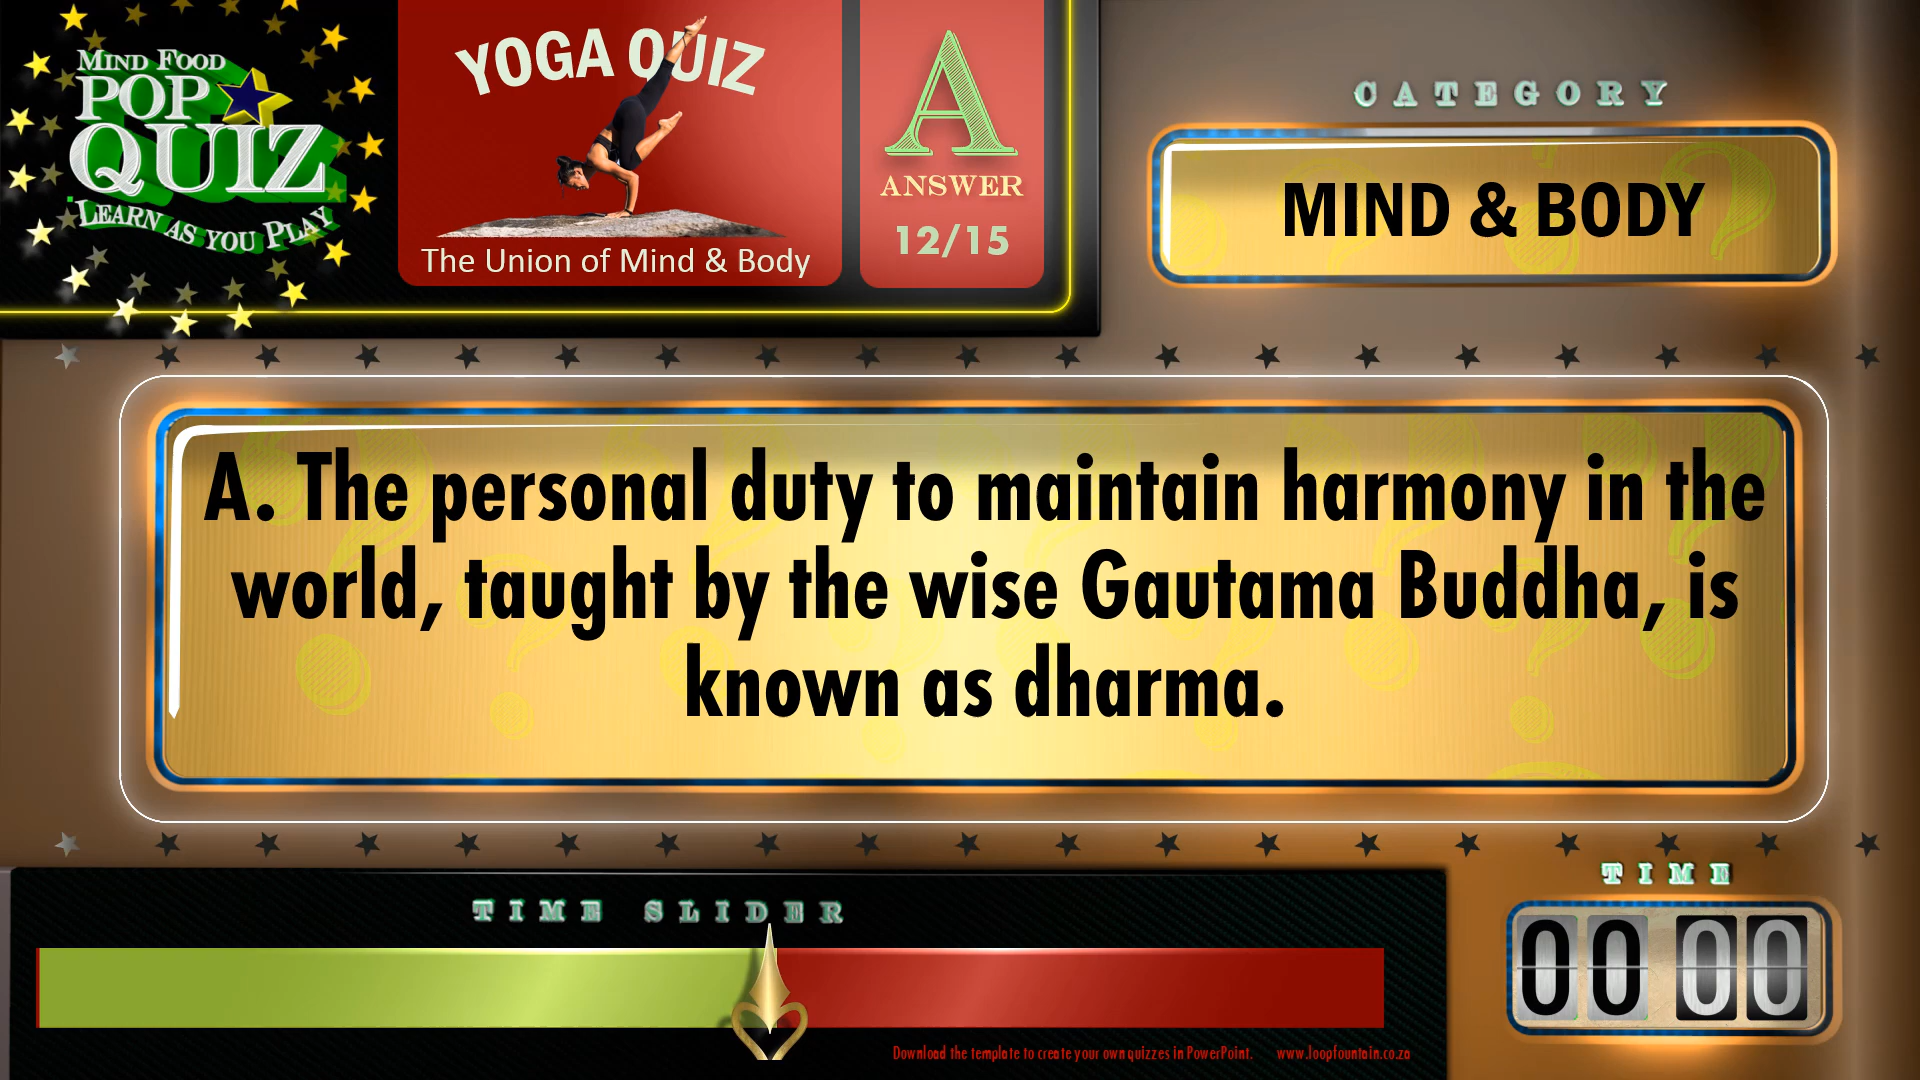 MIND FOOD
POP
QUIZ
LEARN AS YOU PLAY
YOGA QUIZ
The Union of Mind & Body
A
ANSWER
12/15
CATEGORY
MIND & BODY
A. The personal duty to maintain harmony in the
world, taught by the wise Gautama Buddha, is
known as dharma.
TIME SLIDER
TIME
00 00
Download the template to create your own quizzes in PowerPoint. www.loopfountain.co.za